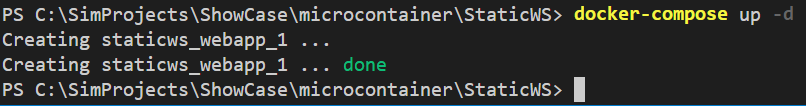 PS C:\SimProjects\ShowCase\microcontainer\StaticWS> docker-compose up -d
Creating staticws_webapp_1 ...
Creating staticws_webapp_1 ... done
PS C:\SimProjects\ShowCase\microcontainer\StaticWS>